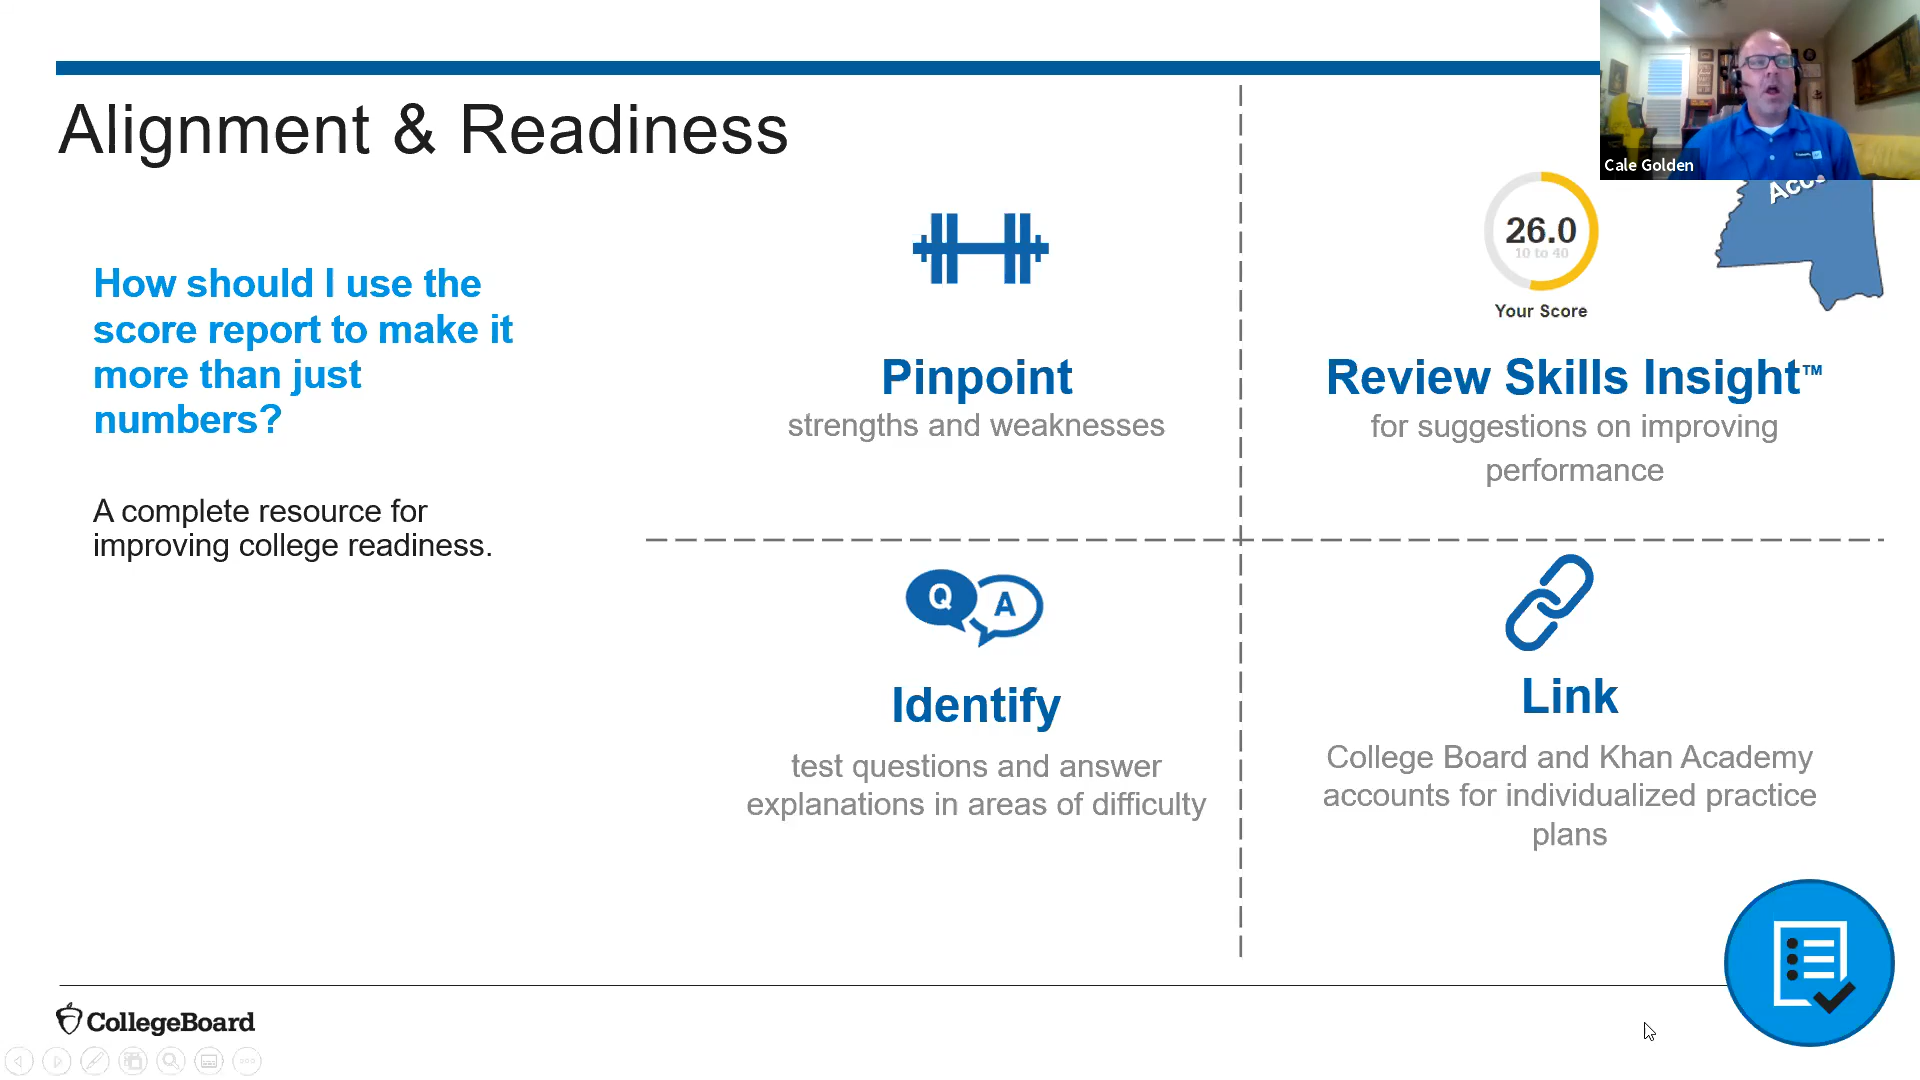 Alignment & Readiness
How should I use the
score report to make it
more than just
numbers?
A complete resource for
improving college readiness.
Pinpoint
strengths and weaknesses
26.0
10 to 40
Your Score
Review Skills Insight™
for suggestions on improving
performance
Q A
Identify
test questions and answer
explanations in areas of difficulty
Link
College Board and Khan Academy
accounts for individualized practice
plans
CollegeBoard
Cale Golden